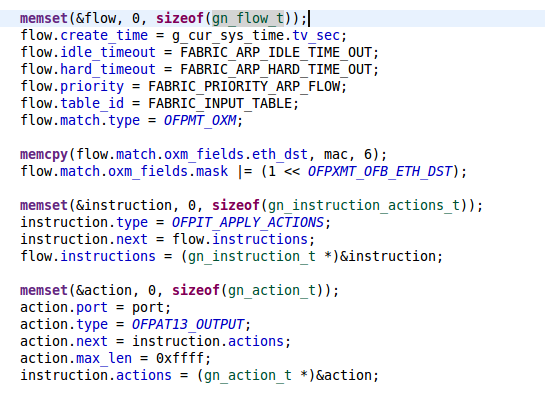 memset(&flow, 0, sizeof(gn_flow_t));
flow.create_time = g_cur_sys_time.tv_sec;
flow.idle_timeout = FABRIC_ARP_IDLE_TIME_OUT;
flow.hard_timeout = FABRIC_ARP_HARD_TIME_OUT;
flow.priority = FABRIC_PRIORITY_ARP_FLOW;
flow.table_id = FABRIC_INPUT_TABLE;
flow.match.type = OFPMT_OXM;
memcpy(flow.match.oxm_fields.eth_dst, mac, 6);
flow.match.oxm_fields.mask |= (1 << OFPXMT_OFB_ETH_DST);
memset(&instruction, 0, sizeof(gn_instruction_actions_t));
instruction.type = OFPIT_APPLY_ACTIONS;
instruction.next = flow.instructions;
flow.instructions = (gn_instruction_t *)&instruction;
memset(&action, 0, sizeof(gn_action_t));
action.port = port;
action.type = OFPAT13_OUTPUT;
action.next = instruction.actions;
action.max_len = 0xffff;
instruction.actions = (gn_action_t *)&action;